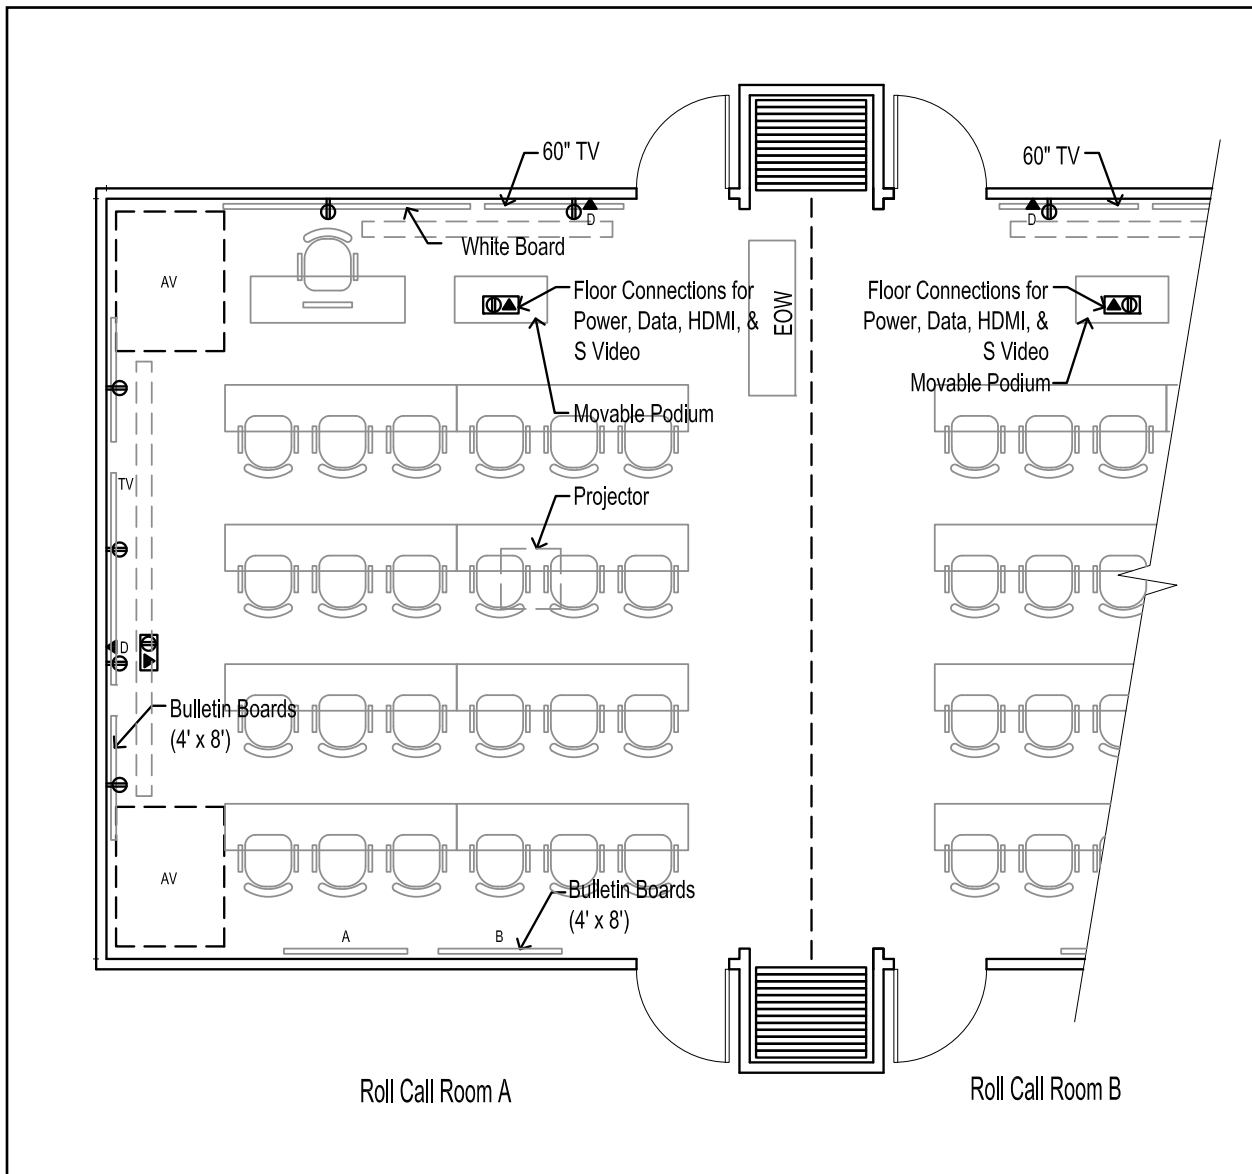 60" TV
60" TV
D
D
White Board
AV
Floor Connections for
Power, Data, HDMI, &
S Video
EOW
Floor Connections for
Power, Data, HDMI, &
S Video
Movable Podium
Movable Podium
TV
Projector
D
Bulletin Boards
(4' x 8')
AV
Bulletin Boards
(4' x 8')
A
B
Roll Call Room A
Roll Call Room B